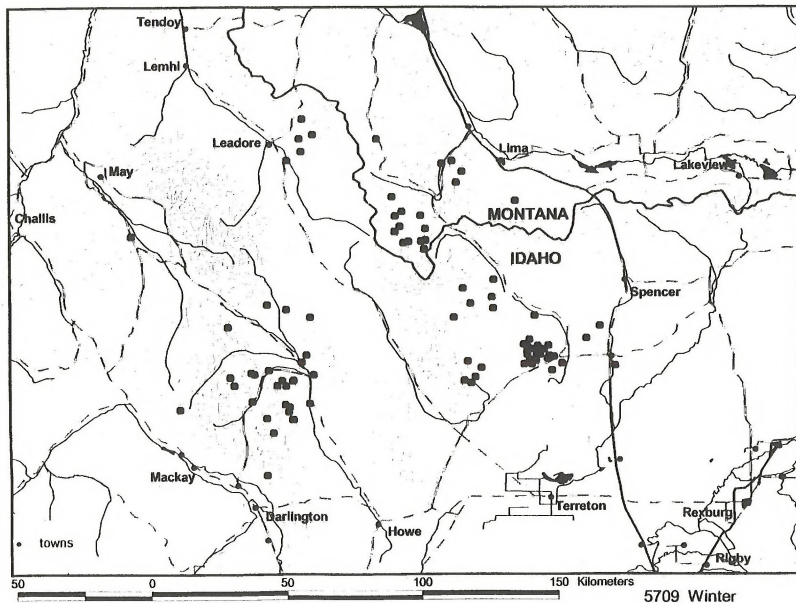 Tendoy
Lemhi
Leadore
Lima
May
Lakeview
Challis
MONTANA
IDAHO
Spencer
Mackay
Terreton
Rexburg
Darlington
Howe
towns
Rigby
50 0 50 100 150 Kilometers
5709 Winter